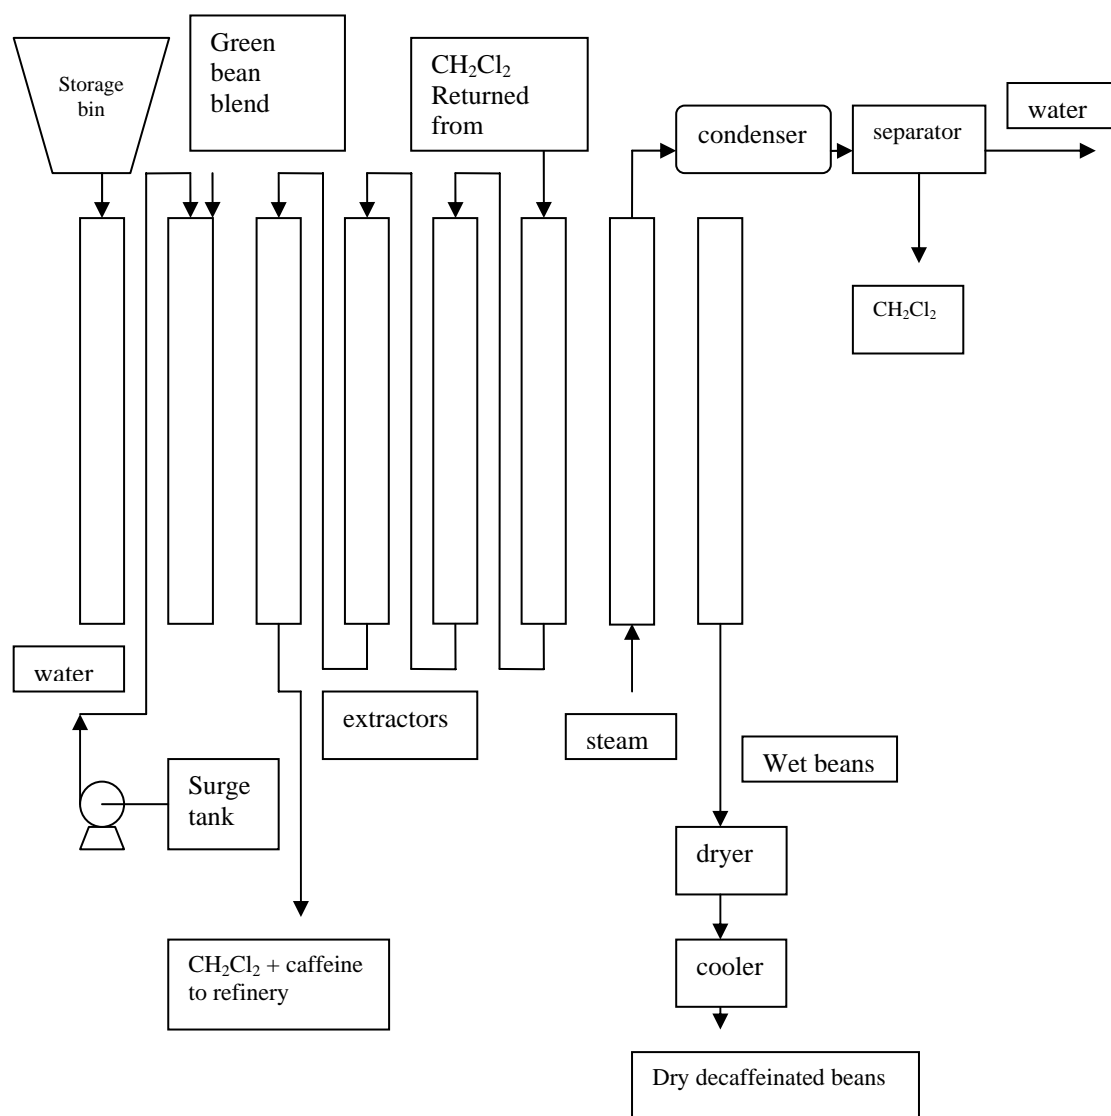 Storage
bin
Green
bean
blend
CH₂Cl₂
Returned
from
condenser
separator
water
CH₂Cl₂
water
extractors
steam
Wet beans
Surge
tank
dryer
CH₂Cl₂ + caffeine
to refinery
cooler
Dry decaffeinated beans